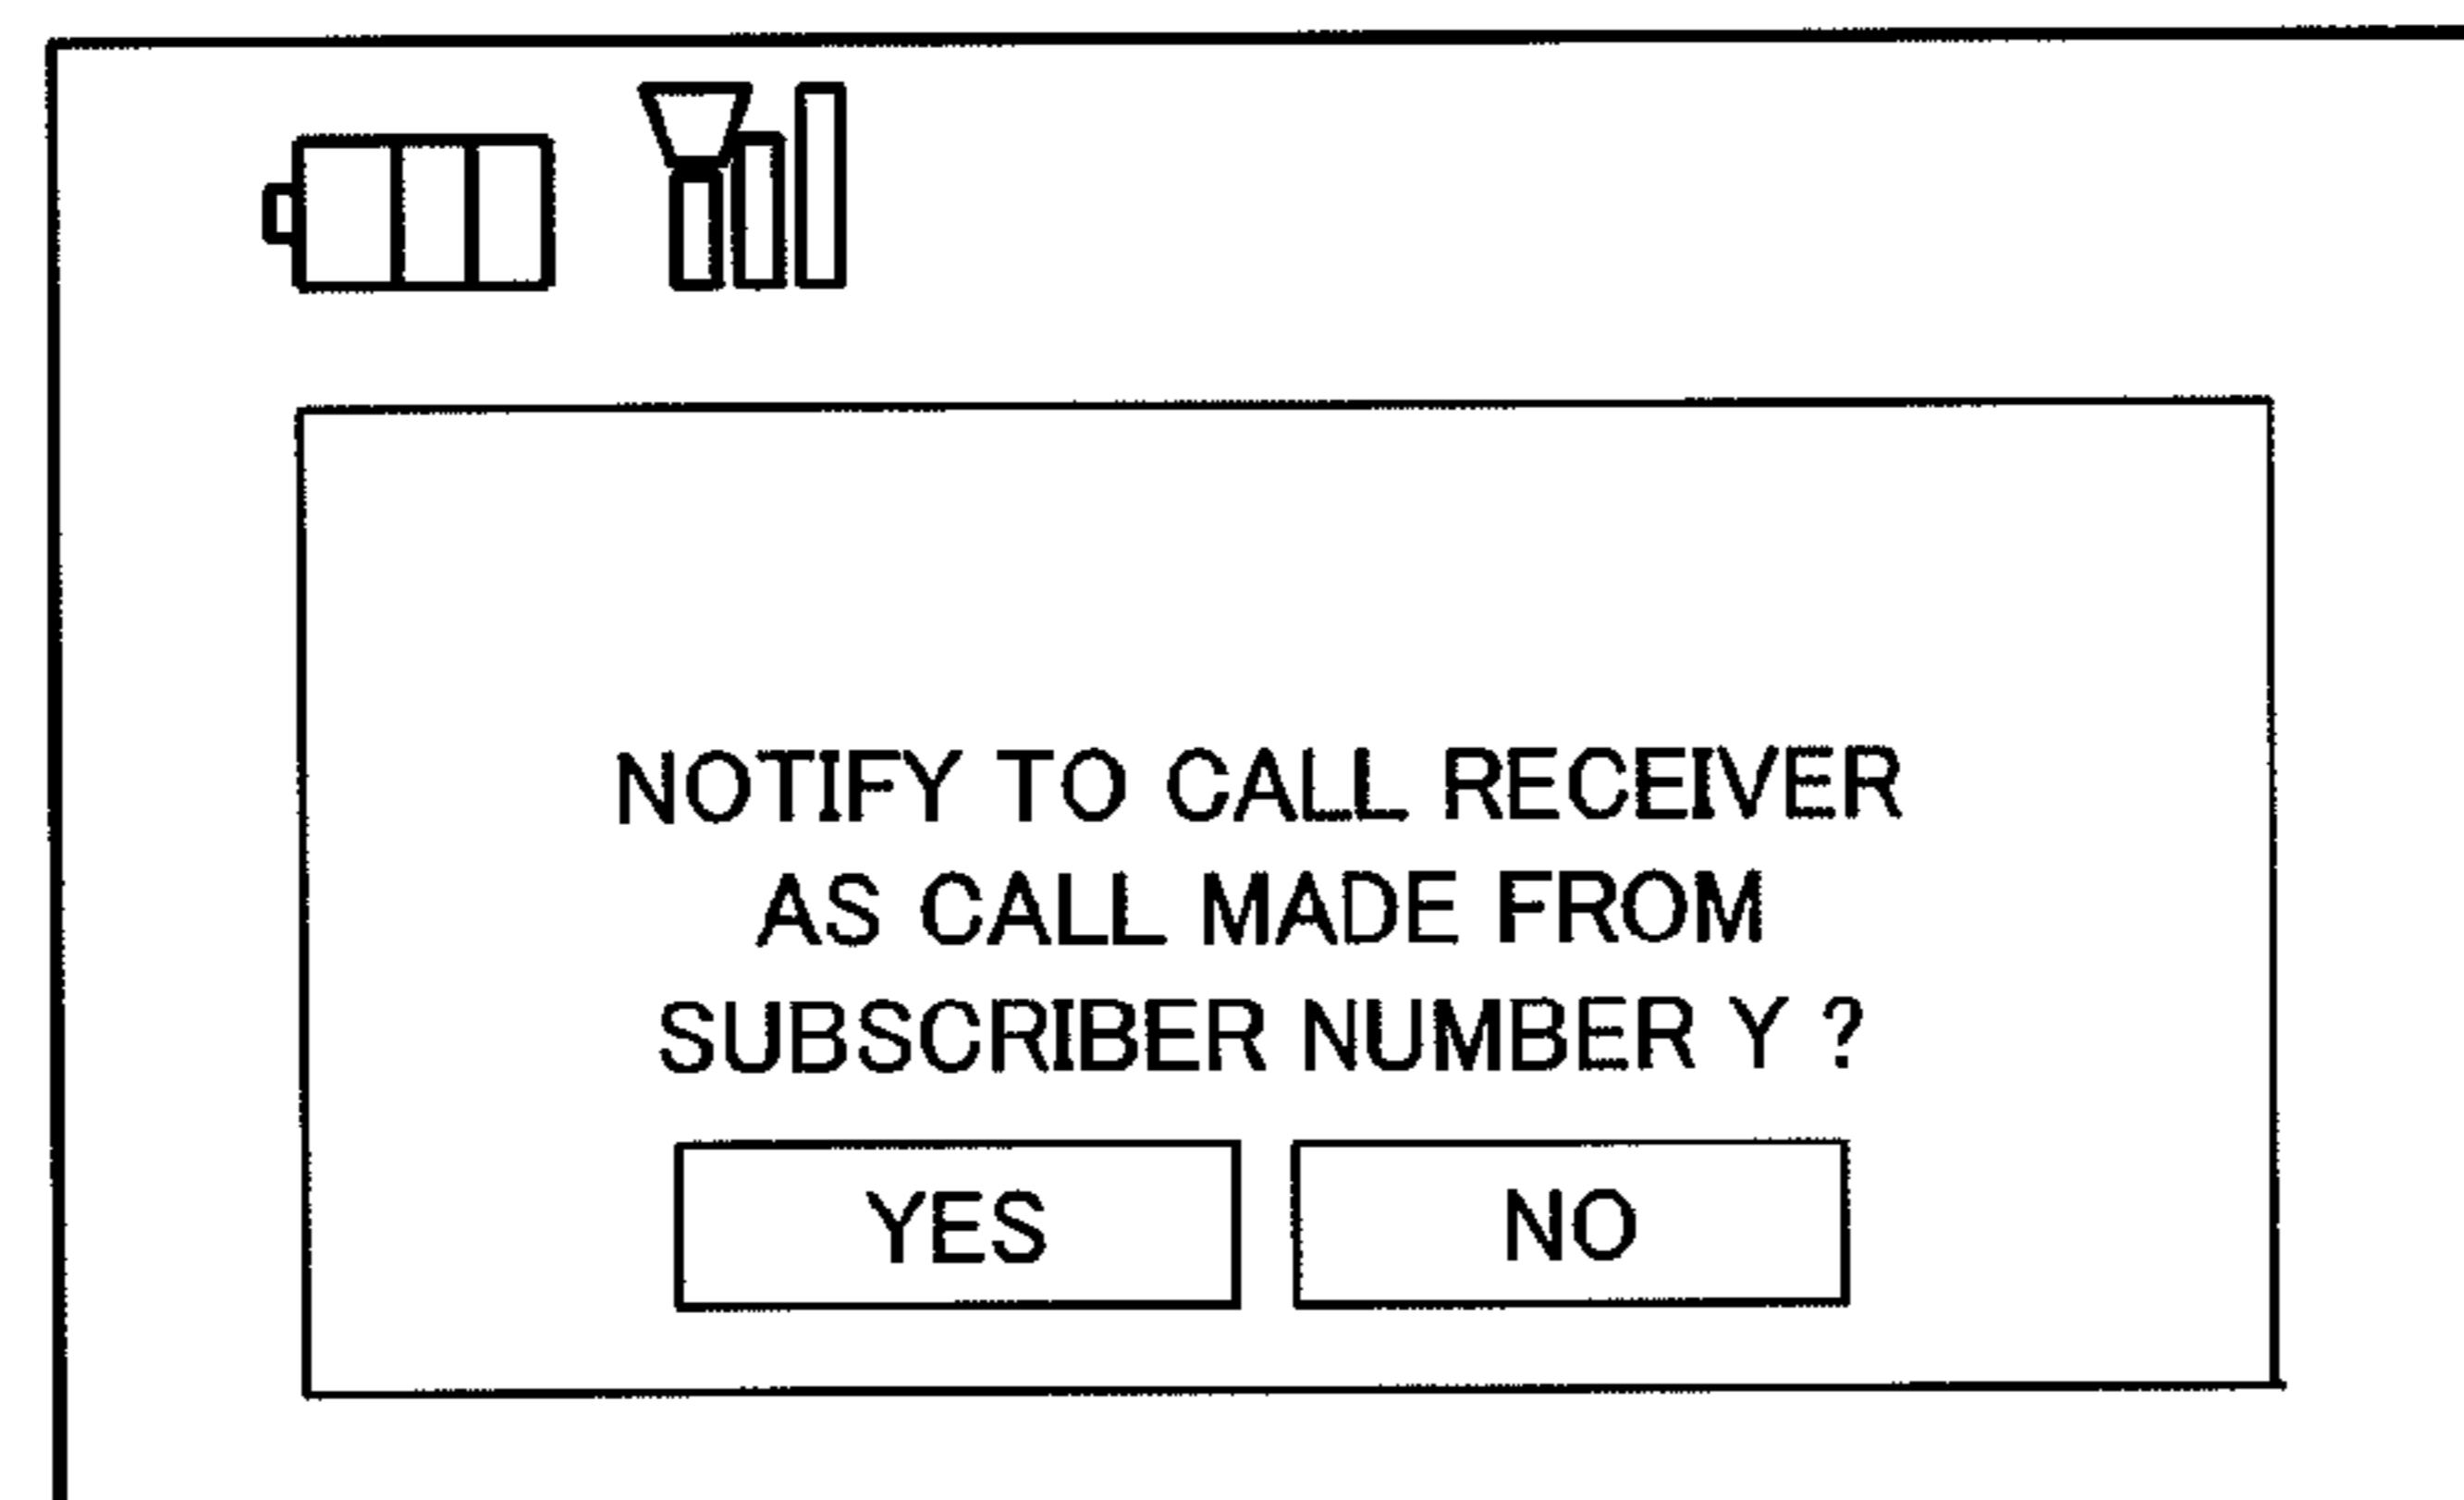 NOTIFY TO CALL RECEIVER
AS CALL MADE FROM
SUBSCRIBER NUMBER Y ?
YES NO